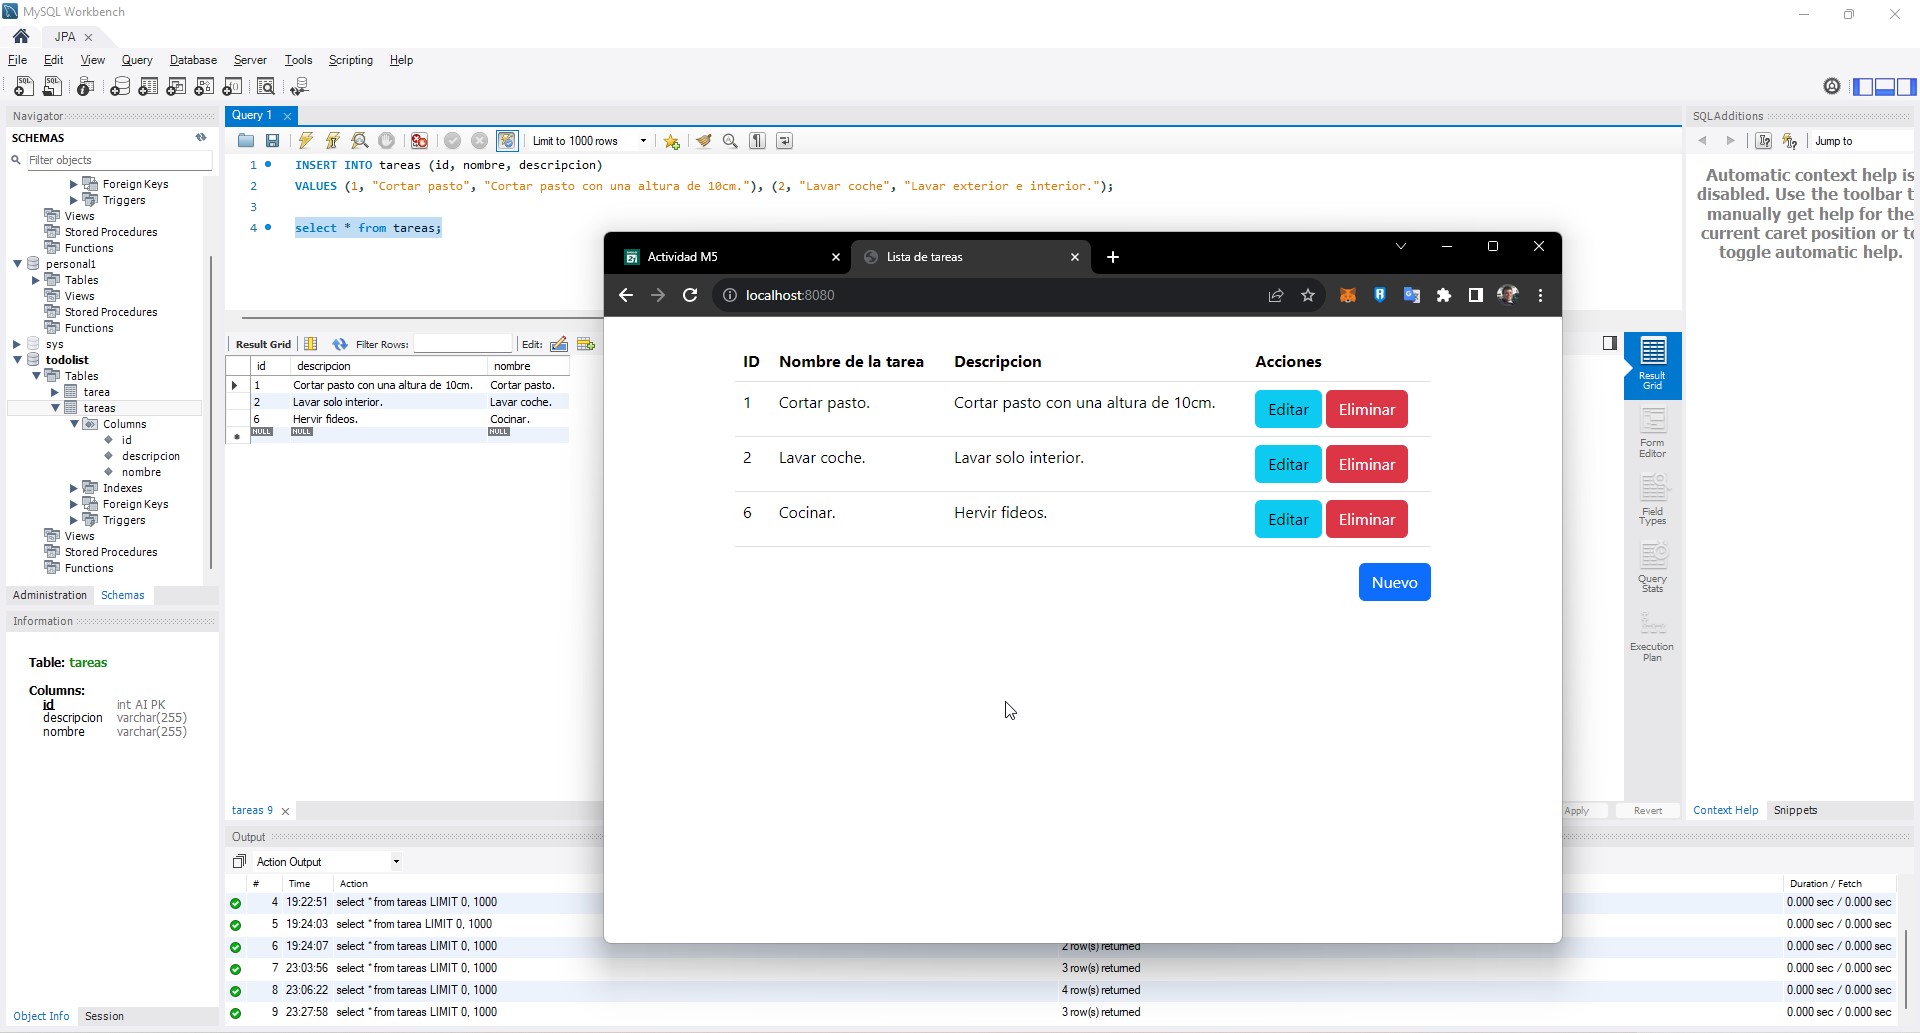 MySQL Workbench
JPA
File Edit View Query Database Server Tools Scripting Help
Navigator
SCHEMAS
Filter objects
Foreign Keys
Triggers
Views
Stored Procedures
Functions
personal1
Tables
Views
Stored Procedures
Functions
sys
todolist
Tables
tarea
tareas
Columns
id
descripcion
nombre
Indexes
Foreign Keys
Triggers
Views
Stored Procedures
Functions
Administration Schemas
Information
Table: tareas
Columns:
id int AI PK
descripcion varchar(255)
nombre varchar(255)
Object Info Session
Query 1
Limit to 1000 rows
1 INSERT INTO tareas (id, nombre, descripcion)
2 VALUES (1, "Cortar pasto", "Cortar pasto con una altura de 10cm."), (2, "Lavar coche", "Lavar exterior e interior.");
3
4 select * from tareas;
Result Grid Filter Rows: Edit:
id descripcion nombre
1 Cortar pasto con una altura de 10cm. Cortar pasto.
2 Lavar solo interior. Lavar coche.
6 Hervir fideos. Cocinar.
NULL NULL NULL
tareas 9
Actividad M5
Lista de tareas
localhost:8080
ID Nombre de la tarea Descripcion Acciones
1 Cortar pasto. Cortar pasto con una altura de 10cm. Editar Eliminar
2 Lavar coche. Lavar solo interior. Editar Eliminar
6 Cocinar. Hervir fideos. Editar Eliminar
Nuevo
Result
Grid
Form
Editor
Field
Types
Query
Stats
Execution
Plan
Apply Revert
SQLAdditions
Jump to
Automatic context help is
disabled. Use the toolbar t
manually get help for the
current caret position or to
toggle automatic help.
Context Help Snippets
Output
Action Output
# Time Action Duration / Fetch
4 19:22:51 select * from tareas LIMIT 0, 1000 0.000 sec / 0.000 sec
5 19:24:03 select * from tarea LIMIT 0, 1000 0.000 sec / 0.000 sec
6 19:24:07 select * from tareas LIMIT 0, 1000 2 row(s) returned 0.000 sec / 0.000 sec
7 23:03:56 select * from tareas LIMIT 0, 1000 3 row(s) returned 0.000 sec / 0.000 sec
8 23:06:22 select * from tareas LIMIT 0, 1000 4 row(s) returned 0.000 sec / 0.000 sec
9 23:27:58 select * from tareas LIMIT 0, 1000 3 row(s) returned 0.000 sec / 0.000 sec